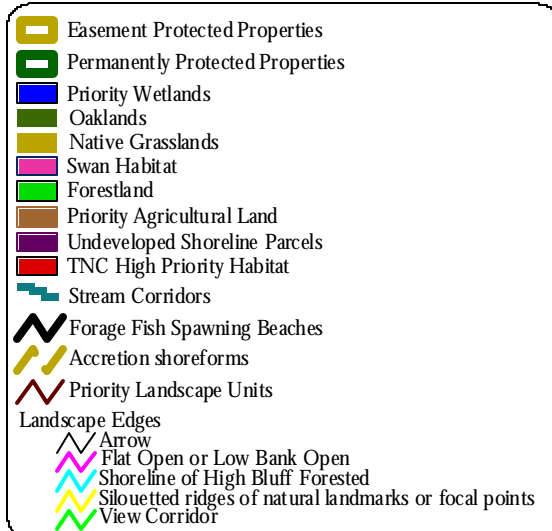 Easement Protected Properties
Permanently Protected Properties
Priority Wetlands
Oaklands
Native Grasslands
Swan Habitat
Forestland
Priority Agricultural Land
Undeveloped Shoreline Parcels
TNC High Priority Habitat
Stream Corridors
Forage Fish Spawning Beaches
Accretion shoreforms
Priority Landscape Units
Landscape Edges
Arrow
Flat Open or Low Bank Open
Shoreline of High Bluff Forested
Silouetted ridges of natural landmarks or focal points
View Corridor